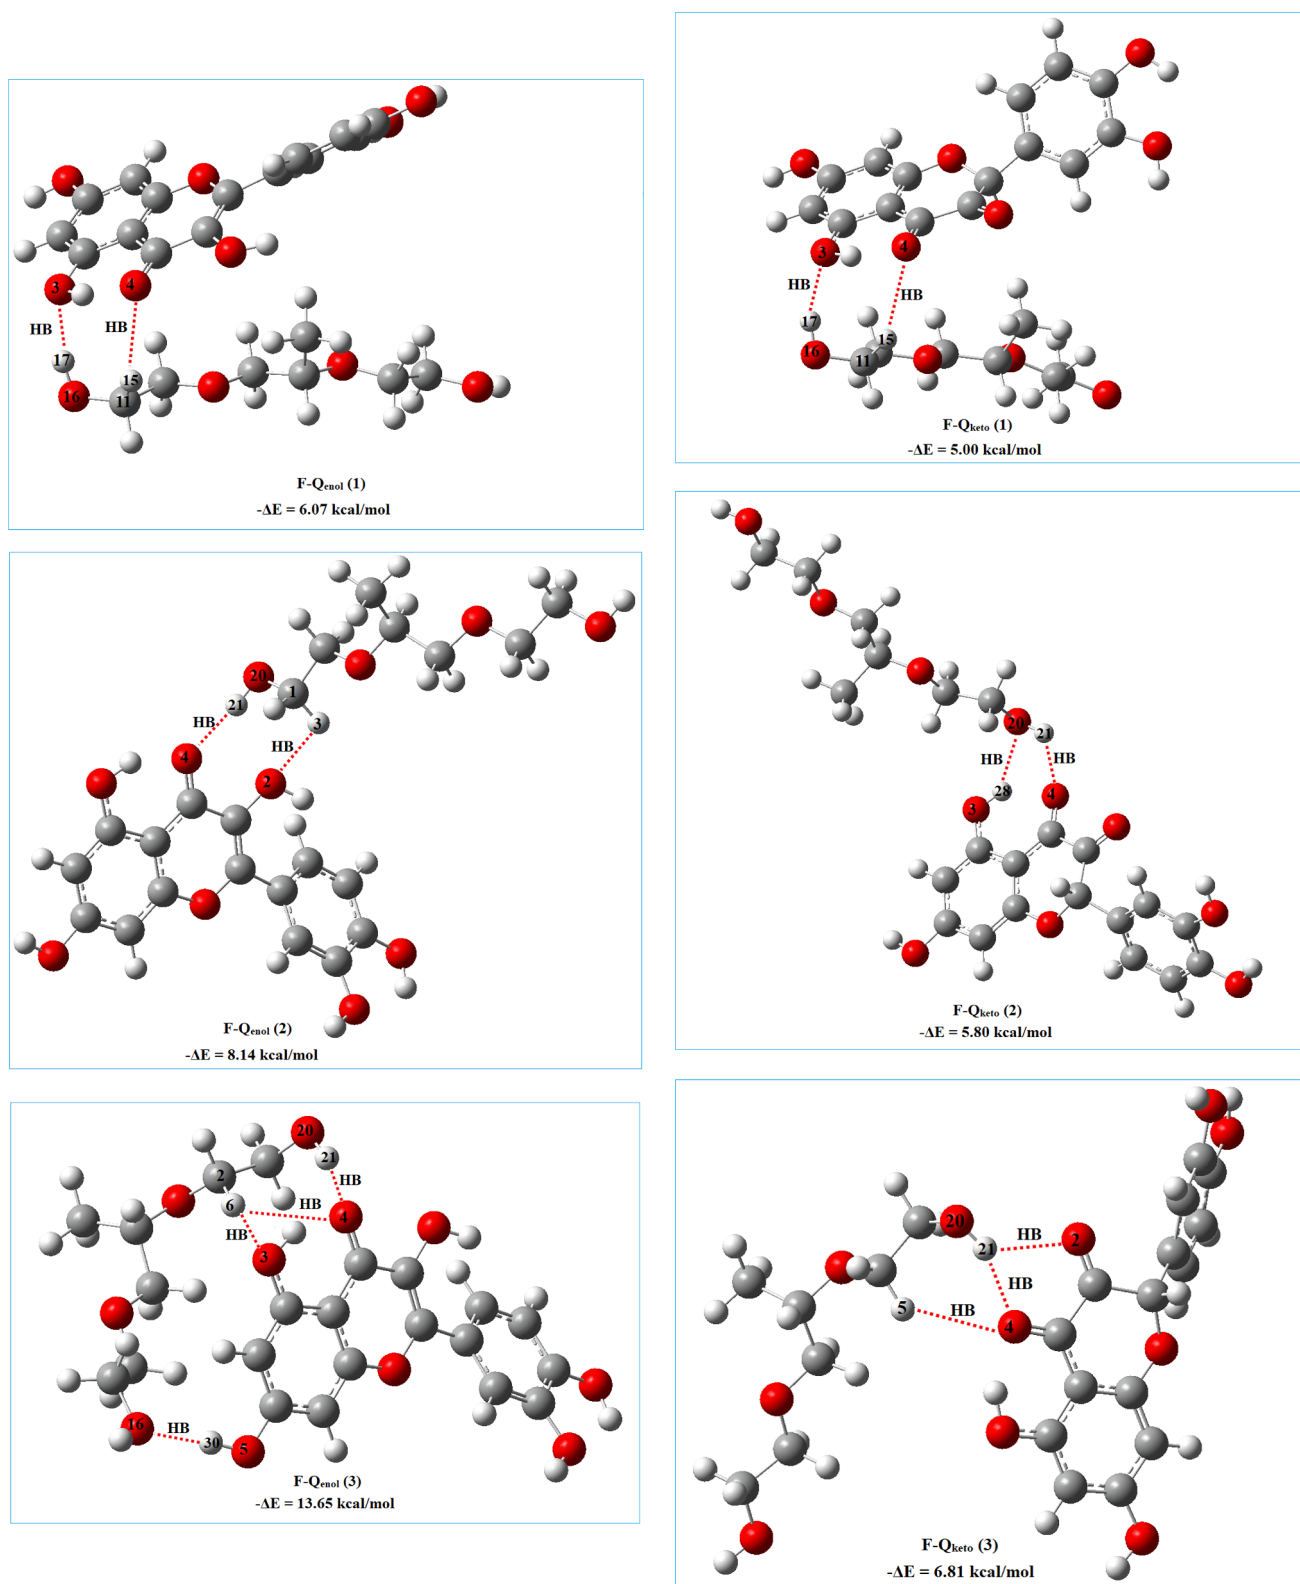 3
4
HB
HB
17
15
16
11
F-Qenol (1)
-ΔE = 6.07 kcal/mol
3
4
HB
HB
17
15
16
11
F-Qketo (1)
-ΔE = 5.00 kcal/mol
20
1
21
3
HB
HB
4
2
F-Qenol (2)
-ΔE = 8.14 kcal/mol
20
21
HB
HB
28
4
3
F-Qketo (2)
-ΔE = 5.80 kcal/mol
20
21
2
HB
6
HB
4
HB
3
16
HB
30
5
F-Qenol (3)
-ΔE = 13.65 kcal/mol
20
2
21
HB
HB
5
HB
4
F-Qketo (3)
-ΔE = 6.81 kcal/mol